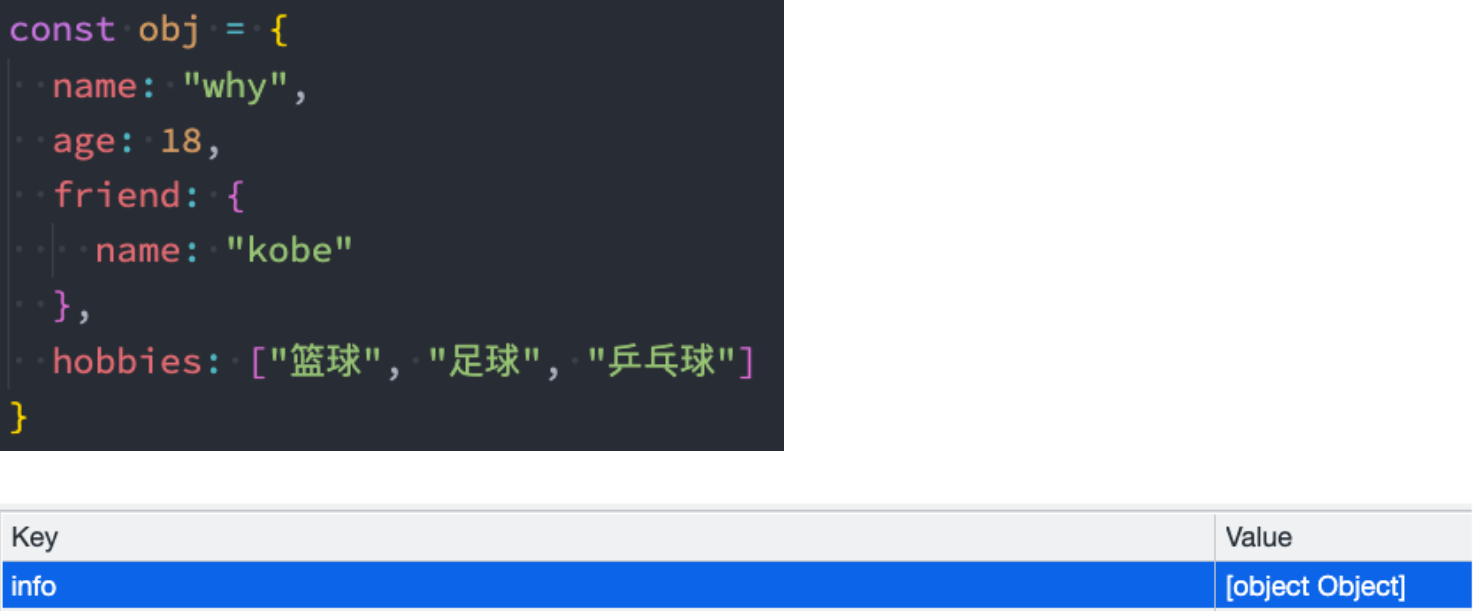 const obj = {
  name: "why",
  age: 18,
  friend: {
    name: "kobe"
  },
  hobbies: ["篮球", "足球", "乒乓球"]
}
Key Value
info [object Object]